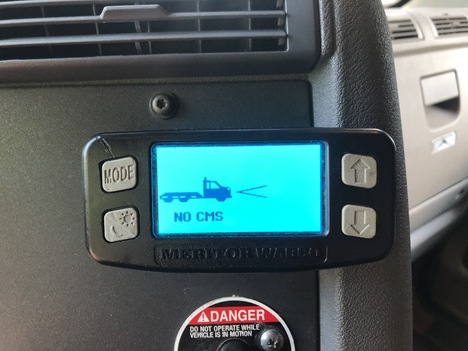 MODE
NO CMS
MERITOR WABCO
DANGER
DO NOT OPERATE WHILE
VEHICLE IS IN MOTION